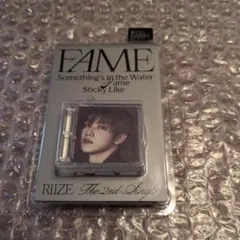 FAME
Something's in the Water
Fame
Sticky Like
RIIZE The 2nd Single